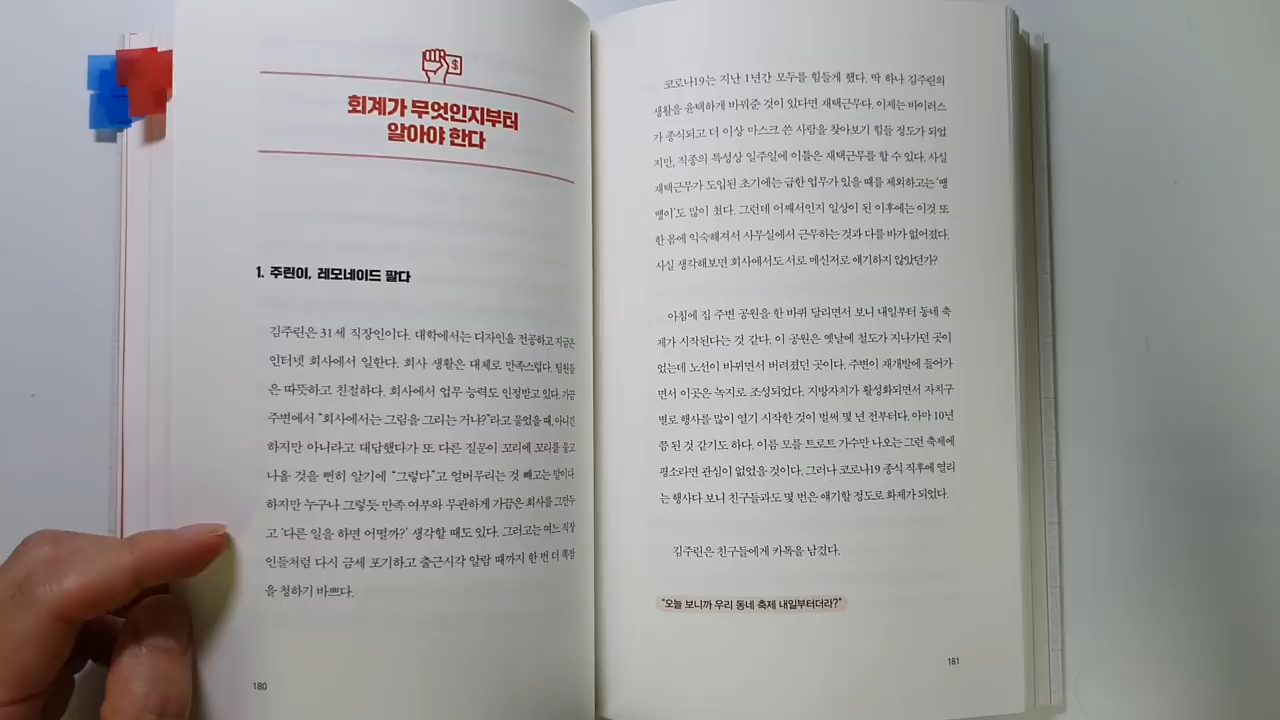 $
회계가 무엇인지부터
알아야 한다
1. 주린이, 레모네이드 팔다
김주린은 31세 직장인이다. 대학에서는 디자인을 전공하고 지금은
인터넷 회사에서 일한다. 회사 생활은 대체로 만족스럽다. 팀원들
은 따뜻하고 친절하다. 회사에서 업무 능력도 인정받고 있다. 가끔
주변에서 “회사에서는 그림을 그리는 거냐?”라고 물었을 때, 아니긴
하지만 아니라고 대답했다가 또 다른 질문이 꼬리에 꼬리를 물고
나올 것을 뻔히 알기에 “그렇다”고 얼버무리는 것 빼고는 말이다.
하지만 누구나 그렇듯 만족 여부와 무관하게 가끔은 회사를 그만두
고 ‘다른 일을 하면 어떨까?’ 생각할 때도 있다. 그러고는 여느 직장
인들처럼 다시 금세 포기하고 출근시각 알람 때까지 한 번 더 쪽잠
을 청하기 바쁘다.
180
코로나19는 지난 1년간 모두를 힘들게 했다. 딱 하나 김주린의
생활을 윤택하게 바꿔준 것이 있다면 재택근무다. 이제는 바이러스
가 종식되고 더 이상 마스크 쓴 사람을 찾아보기 힘들 정도가 되었
지만, 직종의 특성상 일주일에 이틀은 재택근무를 할 수 있다. 사실
재택근무가 도입된 초기에는 급한 업무가 있을 때를 제외하고는 ‘땡
땡이’도 많이 쳤다. 그런데 어째서인지 일상이 된 이후에는 이것 또
한 몸에 익숙해져서 사무실에서 근무하는 것과 다를 바가 없어졌다.
사실 생각해보면 회사에서도 서로 메신저로 얘기하지 않았던가?
아침에 집 주변 공원을 한 바퀴 달리면서 보니 내일부터 동네 축
제가 시작된다는 것 같다. 이 공원은 옛날에 철도가 지나가던 곳이
었는데 노선이 바뀌면서 버려졌던 곳이다. 주변이 재개발에 들어가
면서 이곳은 녹지로 조성되었다. 지방자치가 활성화되면서 자치구
별로 행사를 많이 열기 시작한 것이 벌써 몇 년 전부터다. 아마 10년
쯤 된 것 같기도 하다. 이름 모를 트로트 가수만 나오는 그런 축제에
평소라면 관심이 없었을 것이다. 그러나 코로나19 종식 직후에 열리
는 행사다 보니 친구들과도 몇 번은 얘기할 정도로 화제가 되었다.
김주린은 친구들에게 카톡을 남겼다.
“오늘 보니까 우리 동네 축제 내일부터더라?”
181